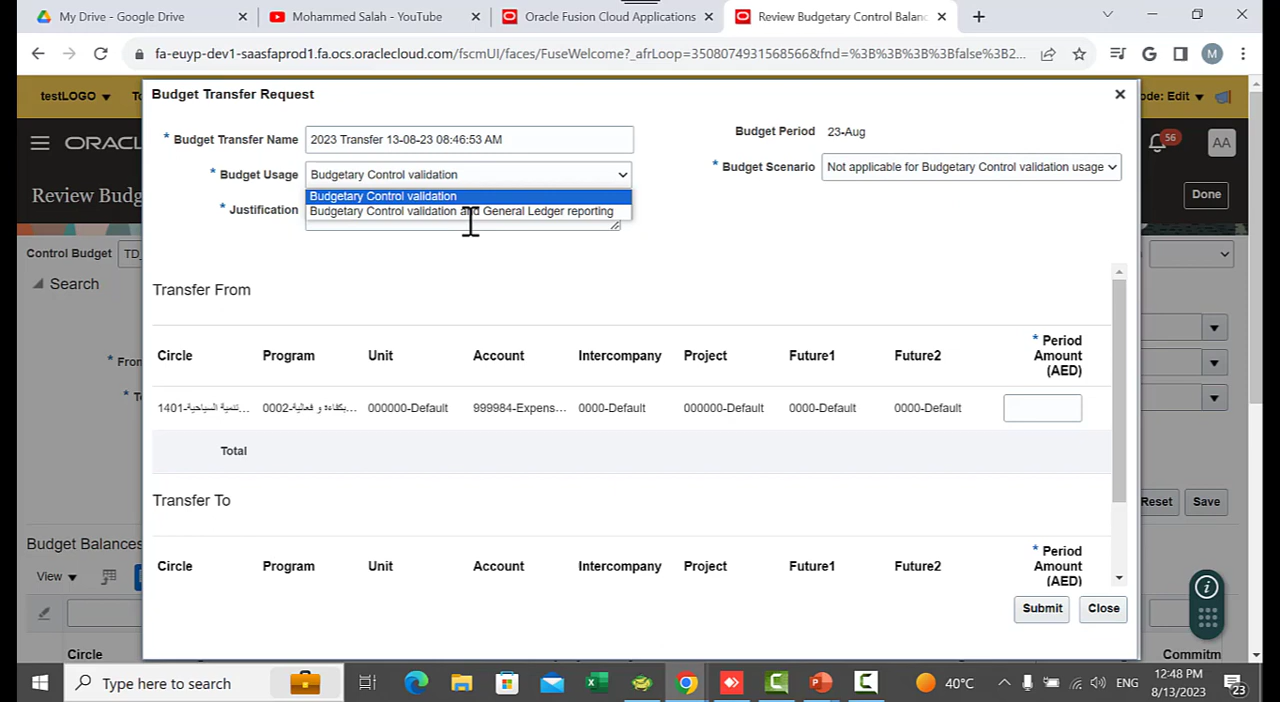 My Drive - Google Drive
Mohammed Salah - YouTube
Oracle Fusion Cloud Applications
Review Budgetary Control Balan
fa-euyp-dev1-saasfaprod1.fa.ocs.oraclecloud.com/fscmUI/faces/FuseWelcome?_afrLoop=3508074931568566&fnd=%3B%3B%3B%3Bfalse%3B2...
M
testLOGO
Budget Transfer Request
ode: Edit
* Budget Transfer Name 2023 Transfer 13-08-23 08:46:53 AM
Budget Period 23-Aug
ORAC
56
AA
* Budget Usage Budgetary Control validation
* Budget Scenario Not applicable for Budgetary Control validation usage
Review Budg
Budgetary Control validation
Done
* Justification Budgetary Control validation and General Ledger reporting
Control Budget TD_
Search
Transfer From
Circle Program Unit Account Intercompany Project Future1 Future2 * Period Amount (AED)
* From
* To
1401-تنمية السياحية... 0002-بكفاءة و فعالية... 000000-Default 999984-Expens... 0000-Default 000000-Default 0000-Default 0000-Default
Total
Transfer To
Reset Save
Budget Balances
Circle Program Unit Account Intercompany Project Future1 Future2 * Period Amount (AED)
View
Submit Close
Circle
Commitm
Type here to search
40°C
ENG
12:48 PM
8/13/2023
23